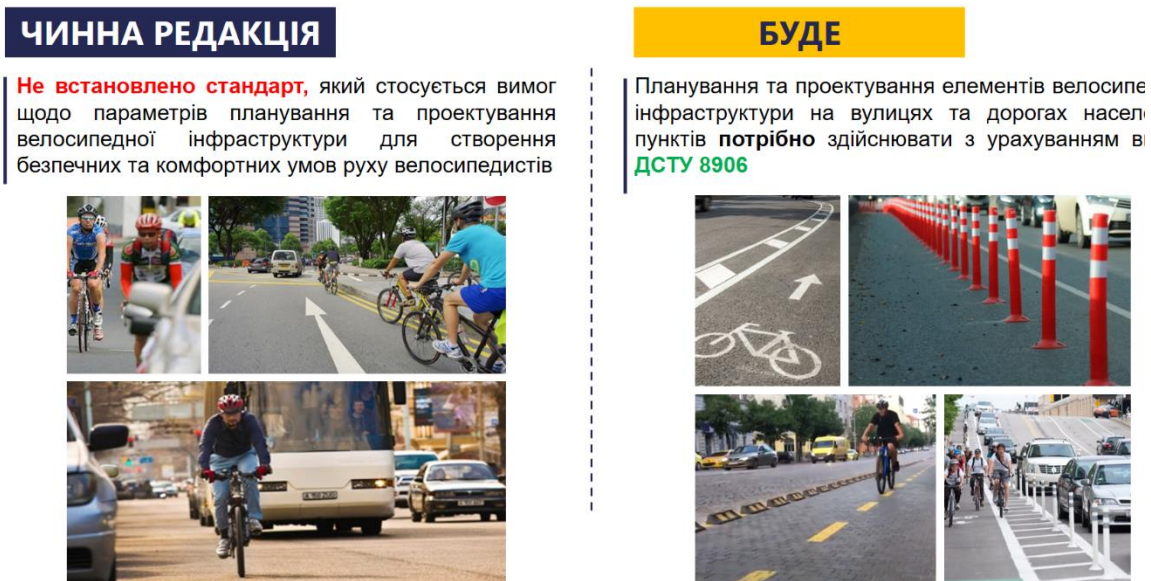 ЧИННА РЕДАКЦІЯ
Не встановлено стандарт, який стосується вимог
щодо параметрів планування та проектування
велосипедної інфраструктури для створення
безпечних та комфортних умов руху велосипедистів
БУДЕ
Планування та проектування елементів велосипе
інфраструктури на вулицях та дорогах насел
пунктів потрібно здійснювати з урахуванням
ДСТУ 8906